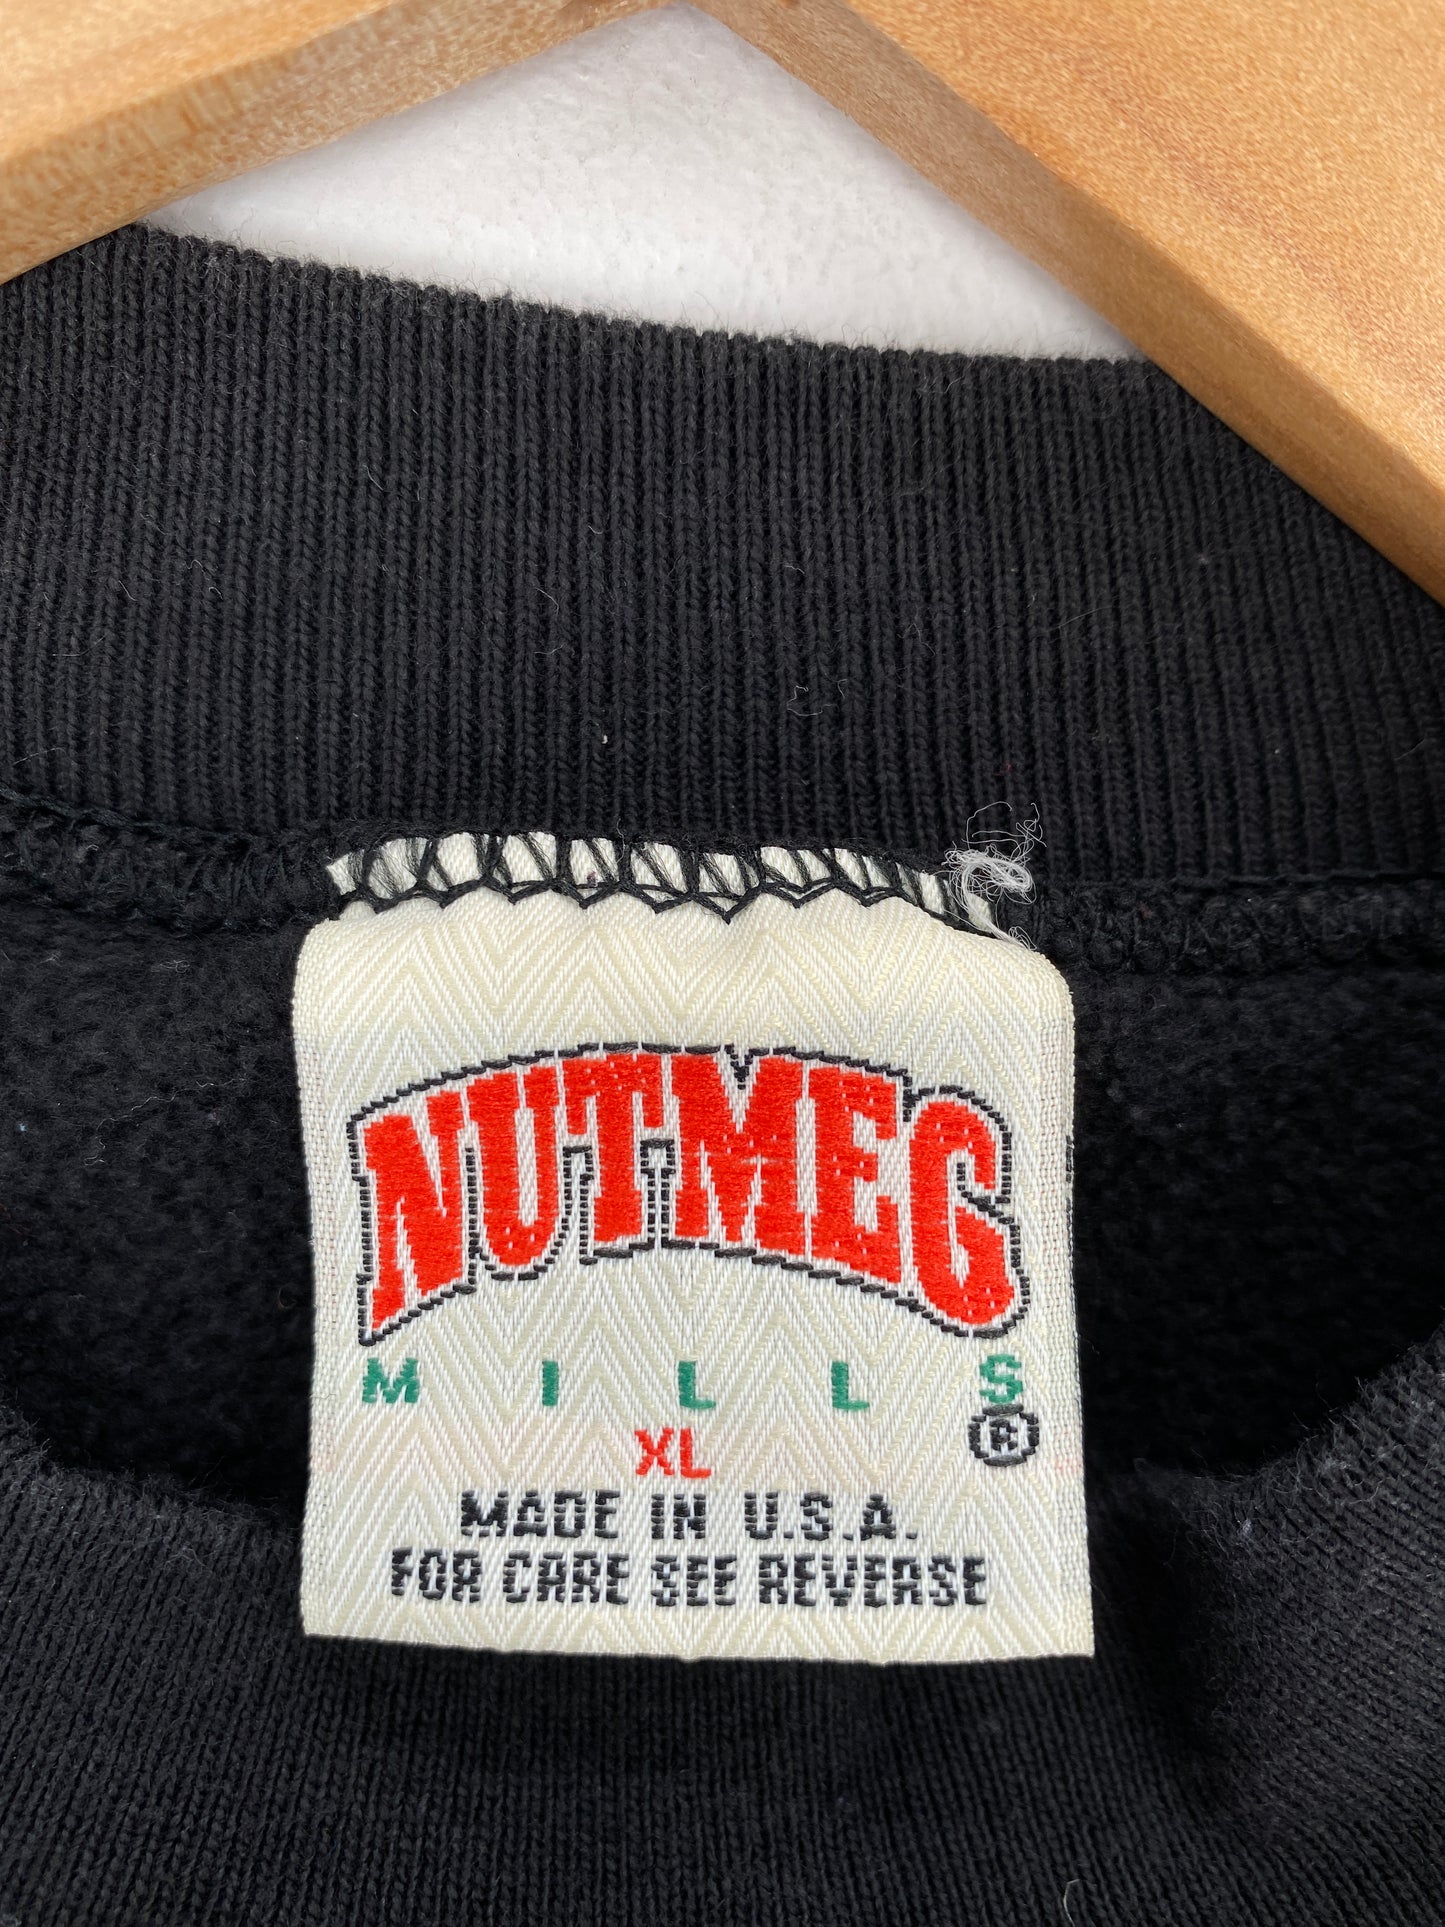 NUTMEG
MILLS
®
XL
MADE IN U.S.A.
FOR CARE SEE REVERSE